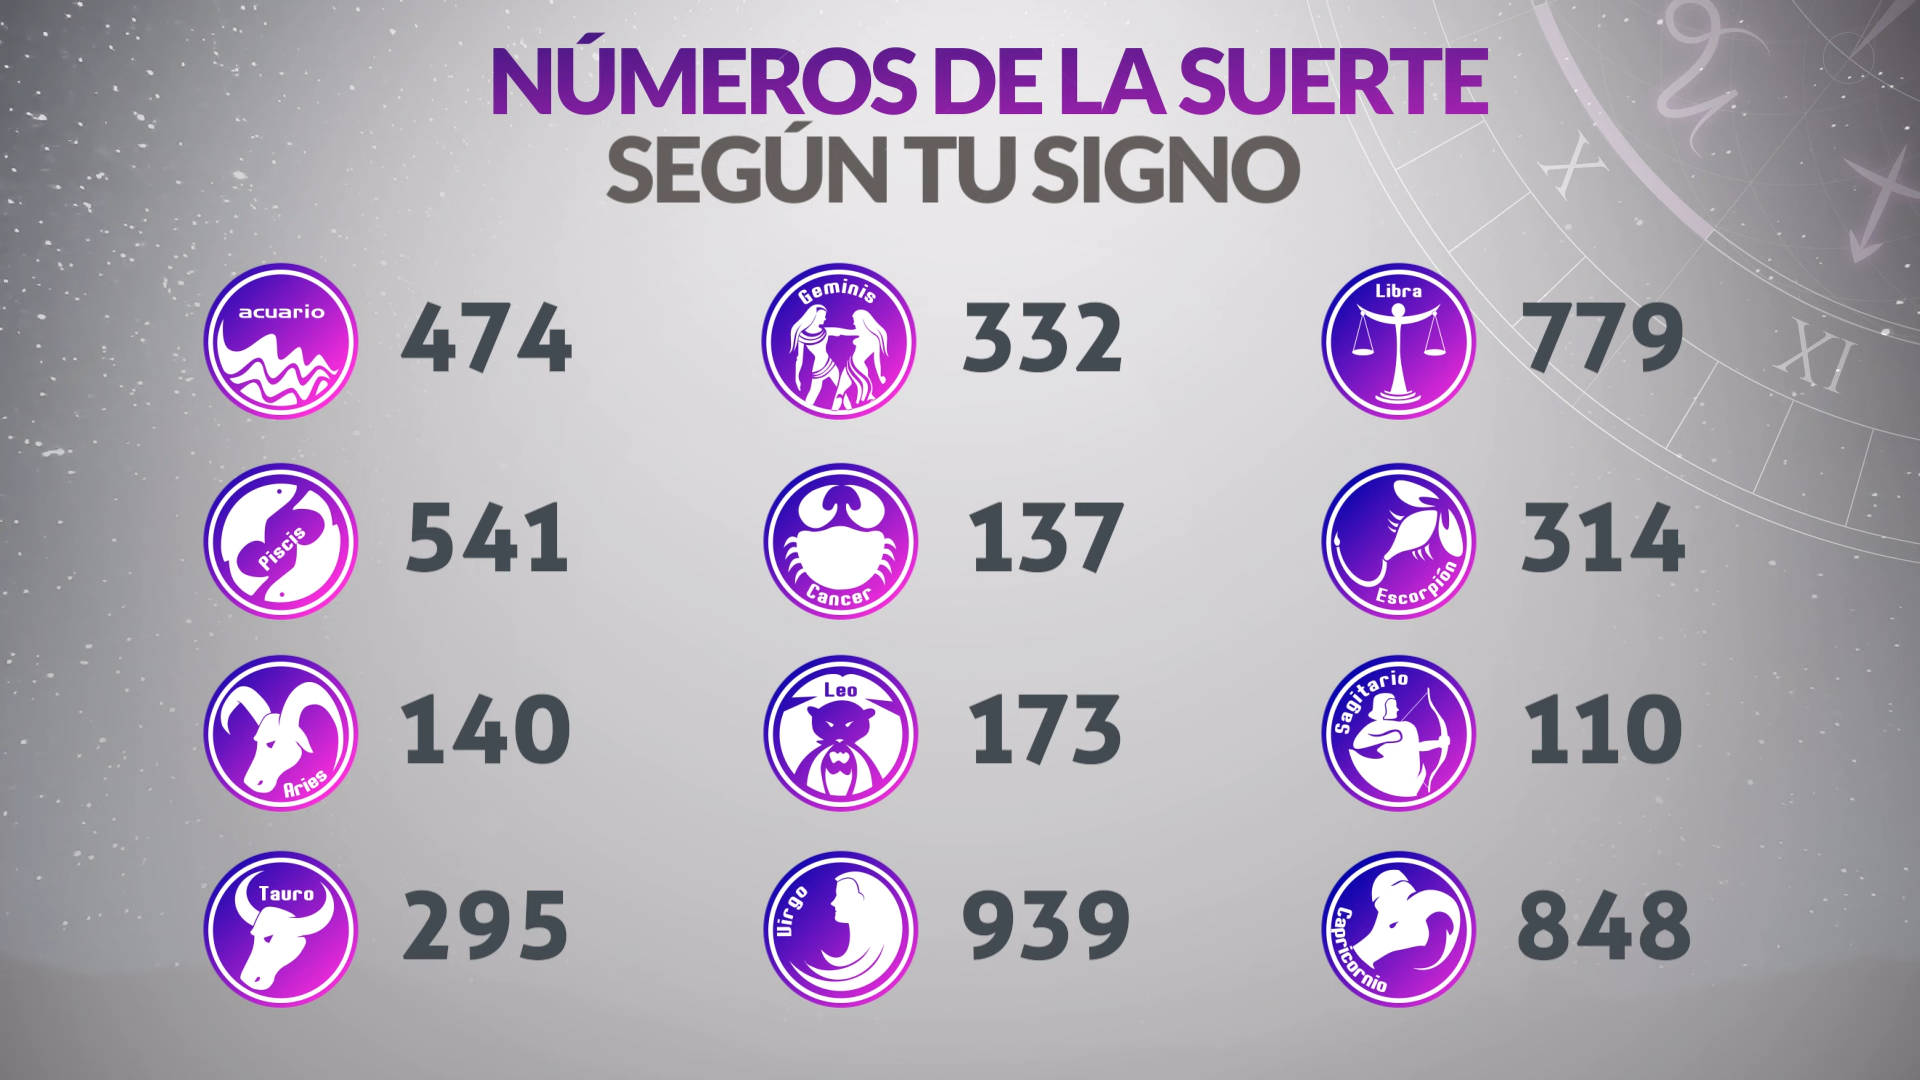 NÚMEROS DE LA SUERTE
SEGÚN TU SIGNO
acuario 474
Geminis 332
Libra 779
Piscis 541
Cancer 137
Escorpión 314
Aries 140
Leo 173
Sagitario 110
Tauro 295
Virgo 939
Capricornio 848
X
XI